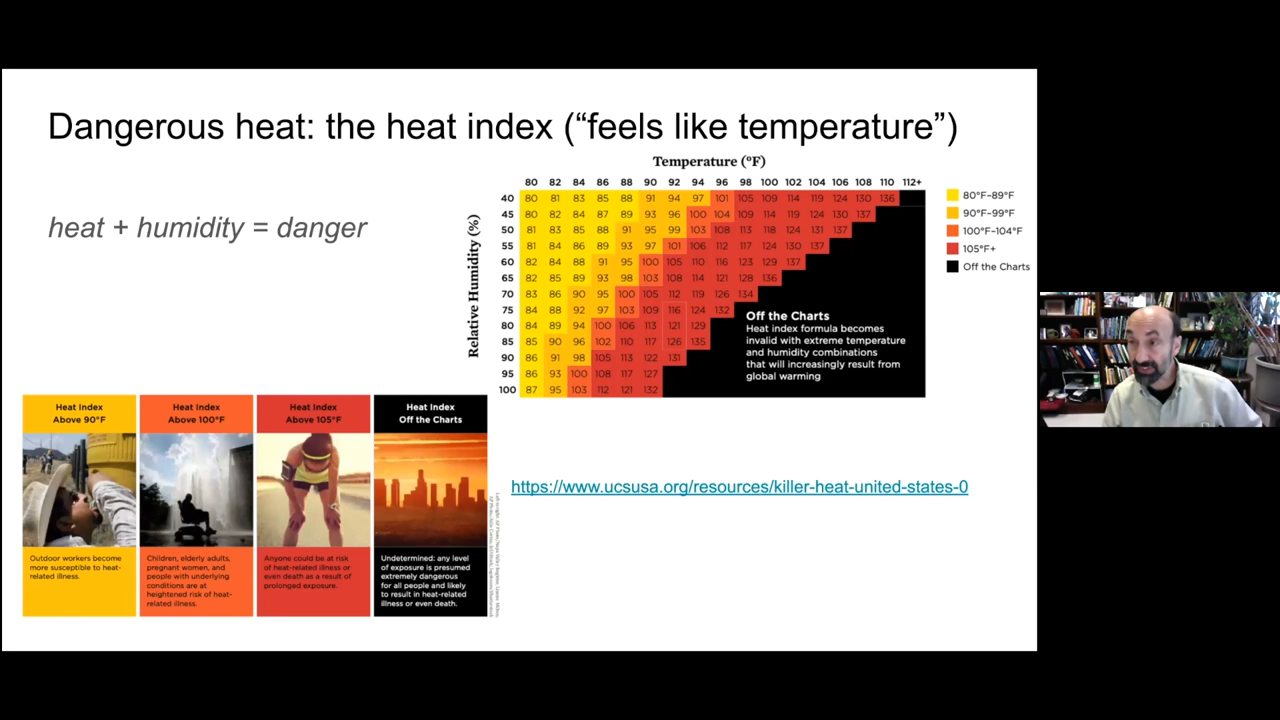 Dangerous heat: the heat index (“feels like temperature”)
heat + humidity = danger
Temperature (°F)
80 82 84 86 88 90 92 94 96 98 100 102 104 106 108 110 112+
Relative Humidity (%)
40 80 81 83 85 88 91 94 97 101 105 109 114 119 124 130 136
45 80 82 84 87 89 93 96 100 104 109 114 119 124 130 137
50 81 83 85 88 91 95 99 103 108 113 118 124 131 137
55 81 84 86 89 93 97 101 106 112 117 124 130 137
60 82 84 88 91 95 100 105 110 116 123 129 137
65 82 85 89 93 98 103 108 114 121 128 136
70 83 86 90 95 100 105 112 119 126 134
75 84 88 92 97 103 109 116 124 132
80 84 89 94 100 106 113 121 129
85 85 90 96 102 110 117 126 135
90 86 91 98 105 113 122 131
95 86 93 100 108 117 127
100 87 95 103 112 121 132
80°F–89°F
90°F–99°F
100°F–104°F
105°F+
Off the Charts
Off the Charts
Heat index formula becomes
invalid with extreme temperature
and humidity combinations
that will increasingly result from
global warming
Heat Index
Above 90°F
Outdoor workers become
more susceptible to heat-
related illness.
Heat Index
Above 100°F
Children, elderly adults,
pregnant women, and
people with underlying
conditions are at
heightened risk of heat-
related illness.
Heat Index
Above 105°F
Anyone could be at risk
of heat-related illness or
even death as a result of
prolonged exposure.
Heat Index
Off the Charts
Undetermined: any level
of exposure is presumed
extremely dangerous
for all people and likely
to result in heat-related
illness or even death.
https://www.ucsusa.org/resources/killer-heat-united-states-0